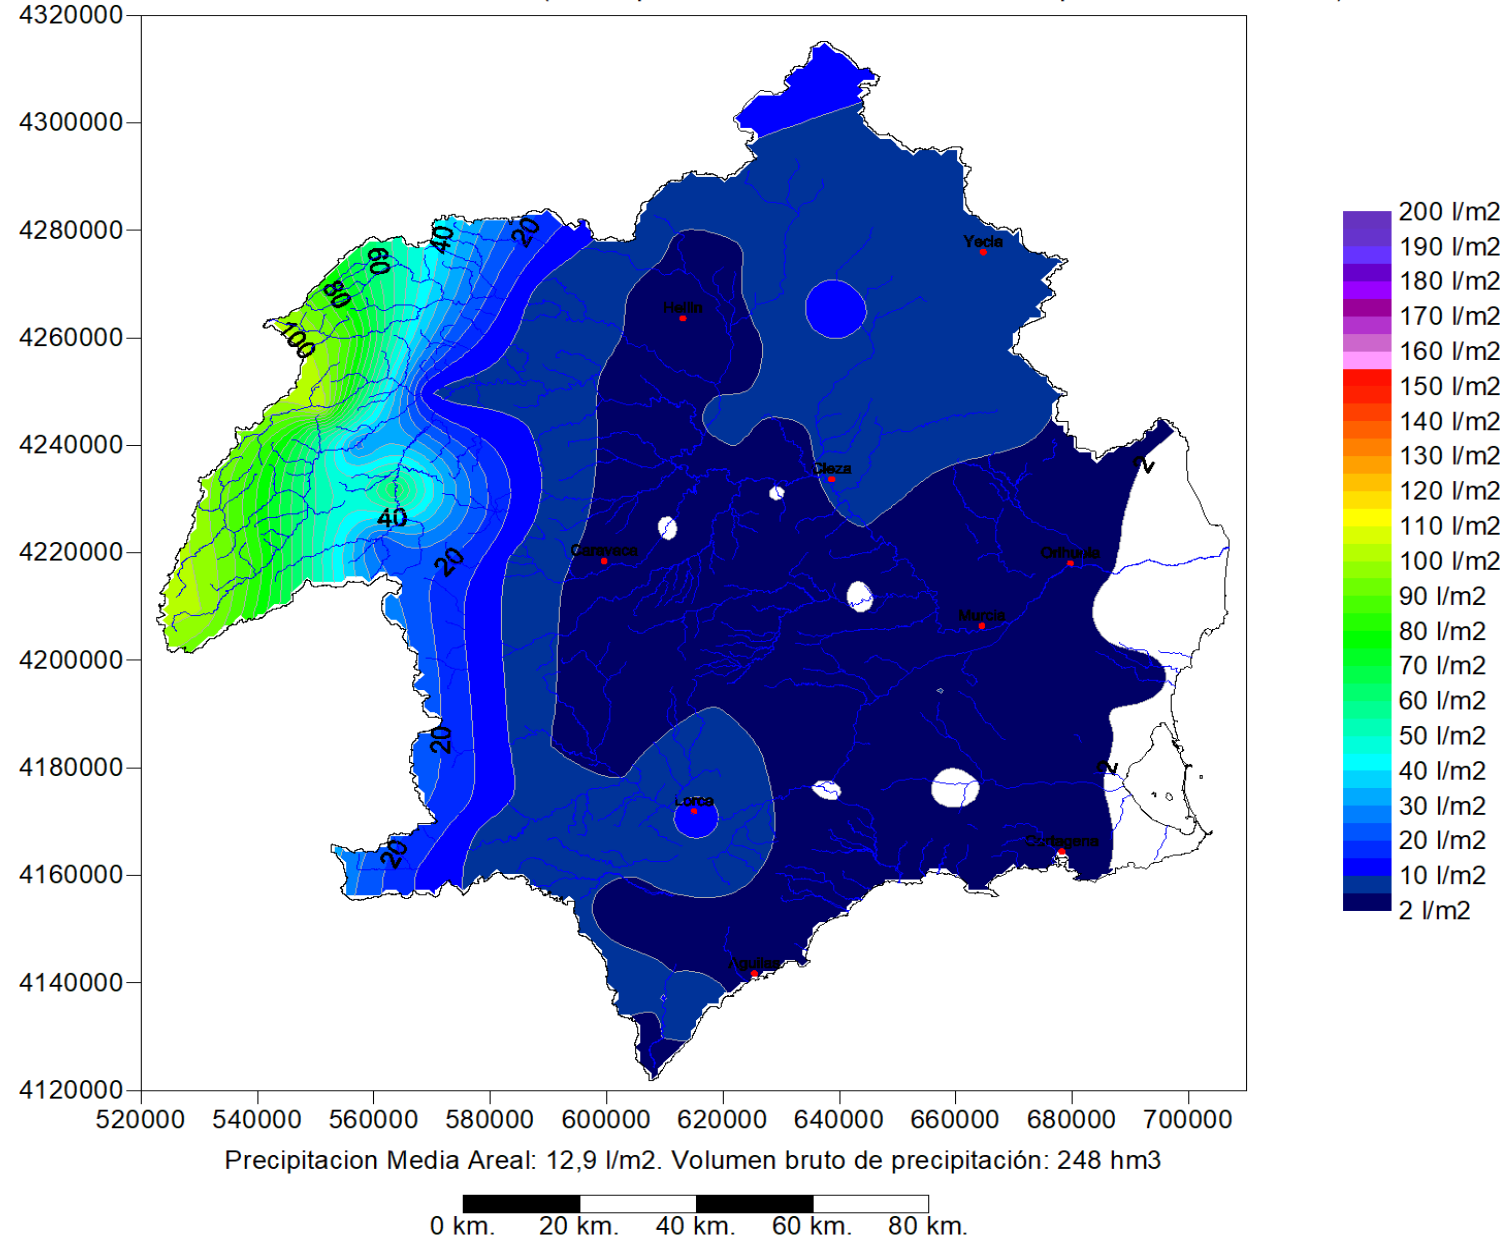 4320000
4300000
4280000
4260000
4240000
4220000
4200000
4180000
4160000
4140000
4120000
520000 540000 560000 580000 600000 620000 640000 660000 680000 700000
20
40
60
80
100
40
20
20
20
2
2
Yecla
Hellin
Cieza
Caravaca
Orihuela
Murcia
Lorca
Cartagena
Aguilas
200 l/m2
190 l/m2
180 l/m2
170 l/m2
160 l/m2
150 l/m2
140 l/m2
130 l/m2
120 l/m2
110 l/m2
100 l/m2
90 l/m2
80 l/m2
70 l/m2
60 l/m2
50 l/m2
40 l/m2
30 l/m2
20 l/m2
10 l/m2
2 l/m2
Precipitacion Media Areal: 12,9 l/m2. Volumen bruto de precipitación: 248 hm3
0 km. 20 km. 40 km. 60 km. 80 km.